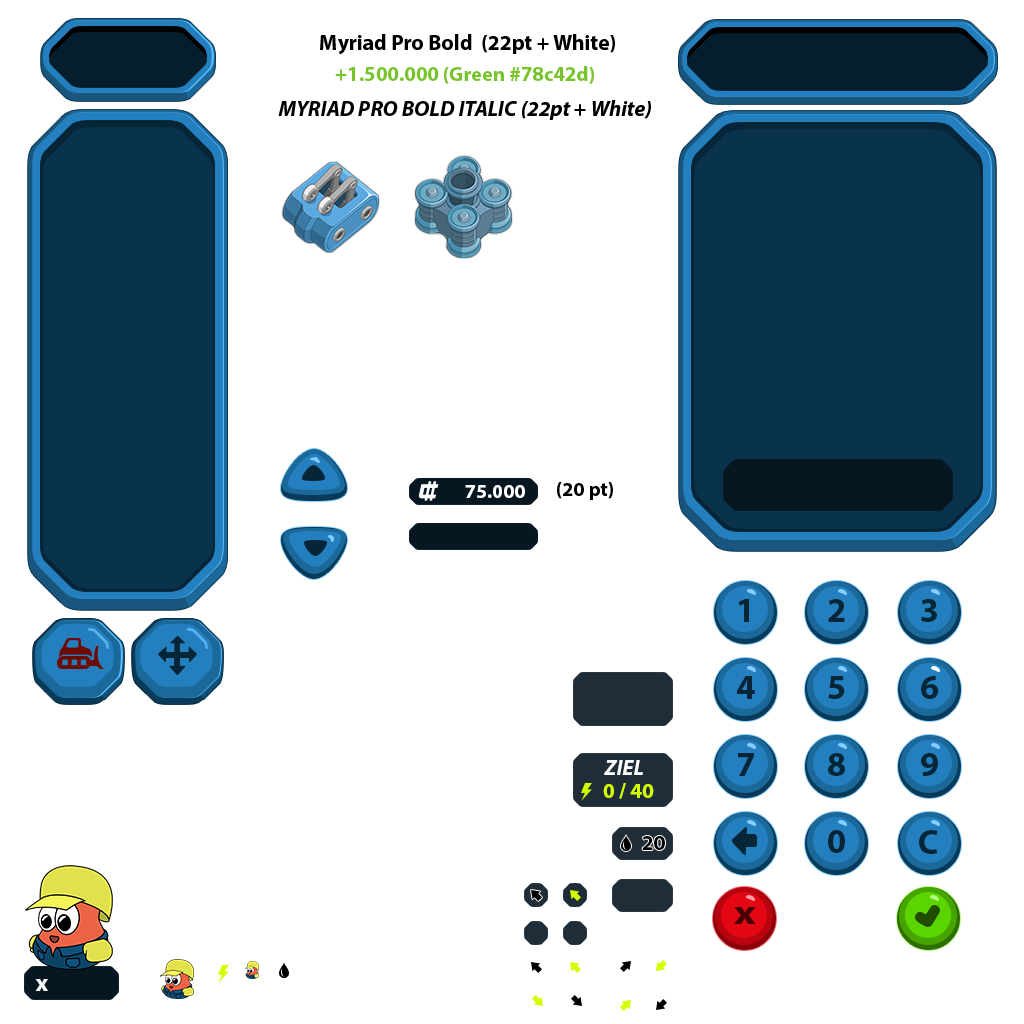 Myriad Pro Bold (22pt + White)
+1.500.000 (Green #78c42d)
MYRIAD PRO BOLD ITALIC (22pt + White)
75.000
(20 pt)
1 2 3
4 5 6
7 8 9
0 C
x
ZIEL
0 / 40
20
x